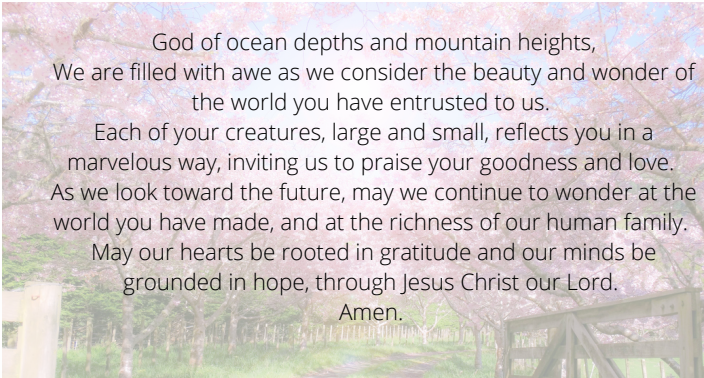 God of ocean depths and mountain heights,
We are filled with awe as we consider the beauty and wonder of
the world you have entrusted to us.
Each of your creatures, large and small, reflects you in a
marvelous way, inviting us to praise your goodness and love.
As we look toward the future, may we continue to wonder at the
world you have made, and at the richness of our human family.
May our hearts be rooted in gratitude and our minds be
grounded in hope, through Jesus Christ our Lord.
Amen.